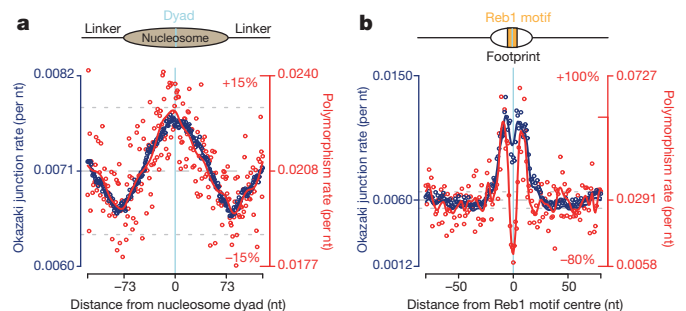 a
Dyad
Linker
Linker
Nucleosome
0.0082
0.0071
0.0060
Okazaki junction rate (per nt)
+15%
−15%
0.0240
0.0208
0.0177
Polymorphism rate
(per nt)
−73
0
73
Distance from nucleosome dyad (nt)
b
Reb1 motif
Footprint
0.0150
0.0060
0.0012
Okazaki junction rate (per nt)
+100%
−80%
0.0727
0.0291
0.0058
Polymorphism rate
(per nt)
−50
0
50
Distance from Reb1 motif centre (nt)